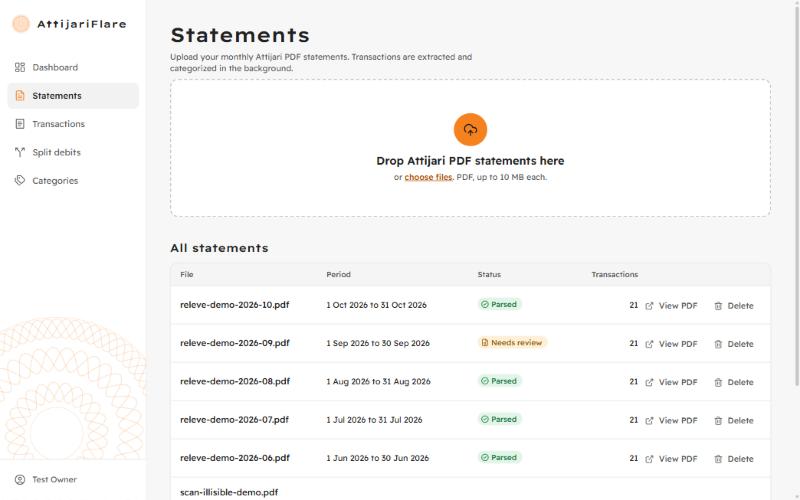 AttijariFlare
Dashboard
Statements
Transactions
Split debits
Categories
Test Owner
Statements
Upload your monthly Attijari PDF statements. Transactions are extracted and
categorized in the background.
Drop Attijari PDF statements here
or choose files. PDF, up to 10 MB each.
All statements
File Period Status Transactions
releve-demo-2026-10.pdf 1 Oct 2026 to 31 Oct 2026 Parsed 21 View PDF Delete
releve-demo-2026-09.pdf 1 Sep 2026 to 30 Sep 2026 Needs review 21 View PDF Delete
releve-demo-2026-08.pdf 1 Aug 2026 to 31 Aug 2026 Parsed 21 View PDF Delete
releve-demo-2026-07.pdf 1 Jul 2026 to 31 Jul 2026 Parsed 21 View PDF Delete
releve-demo-2026-06.pdf 1 Jun 2026 to 30 Jun 2026 Parsed 21 View PDF Delete
scan-illisible-demo.pdf